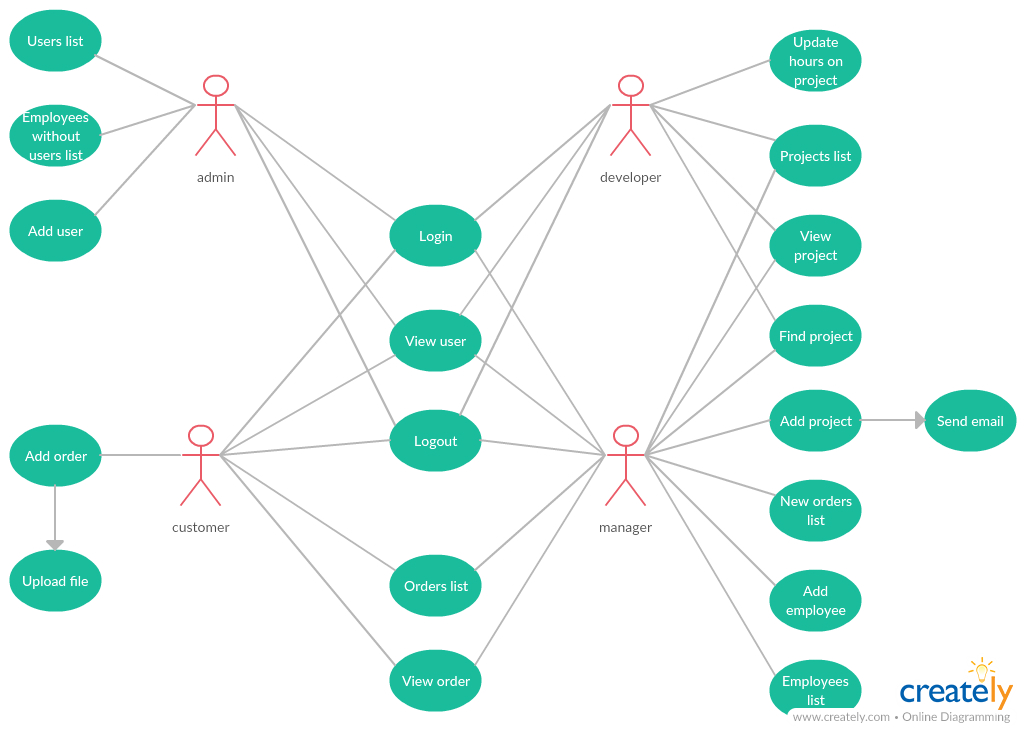 Users list
Employees
without
users list
Add user
admin
developer
Update
hours on
project
Projects list
View
project
Find project
Login
View user
Logout
Add project
Send email
Add order
Upload file
customer
manager
New orders
list
Orders list
Add
employee
View order
Employees
list
creately
www.creately.com • Online Diagramming